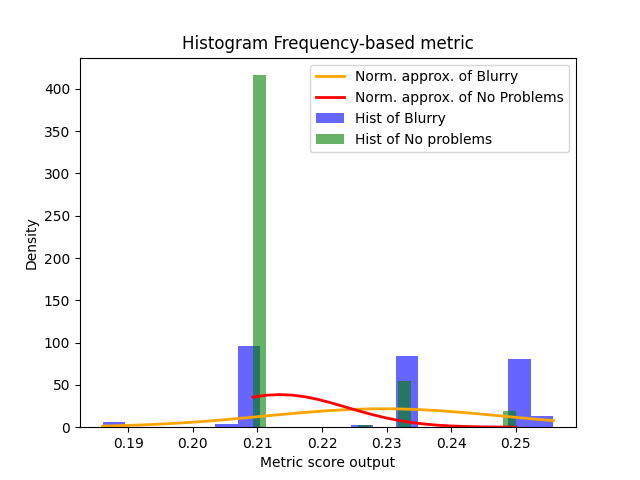 Histogram Frequency-based metric
Norm. approx. of Blurry
Norm. approx. of No Problems
Hist of Blurry
Hist of No problems
Density
400
350
300
250
200
150
100
50
0
0.19 0.20 0.21 0.22 0.23 0.24 0.25
Metric score output